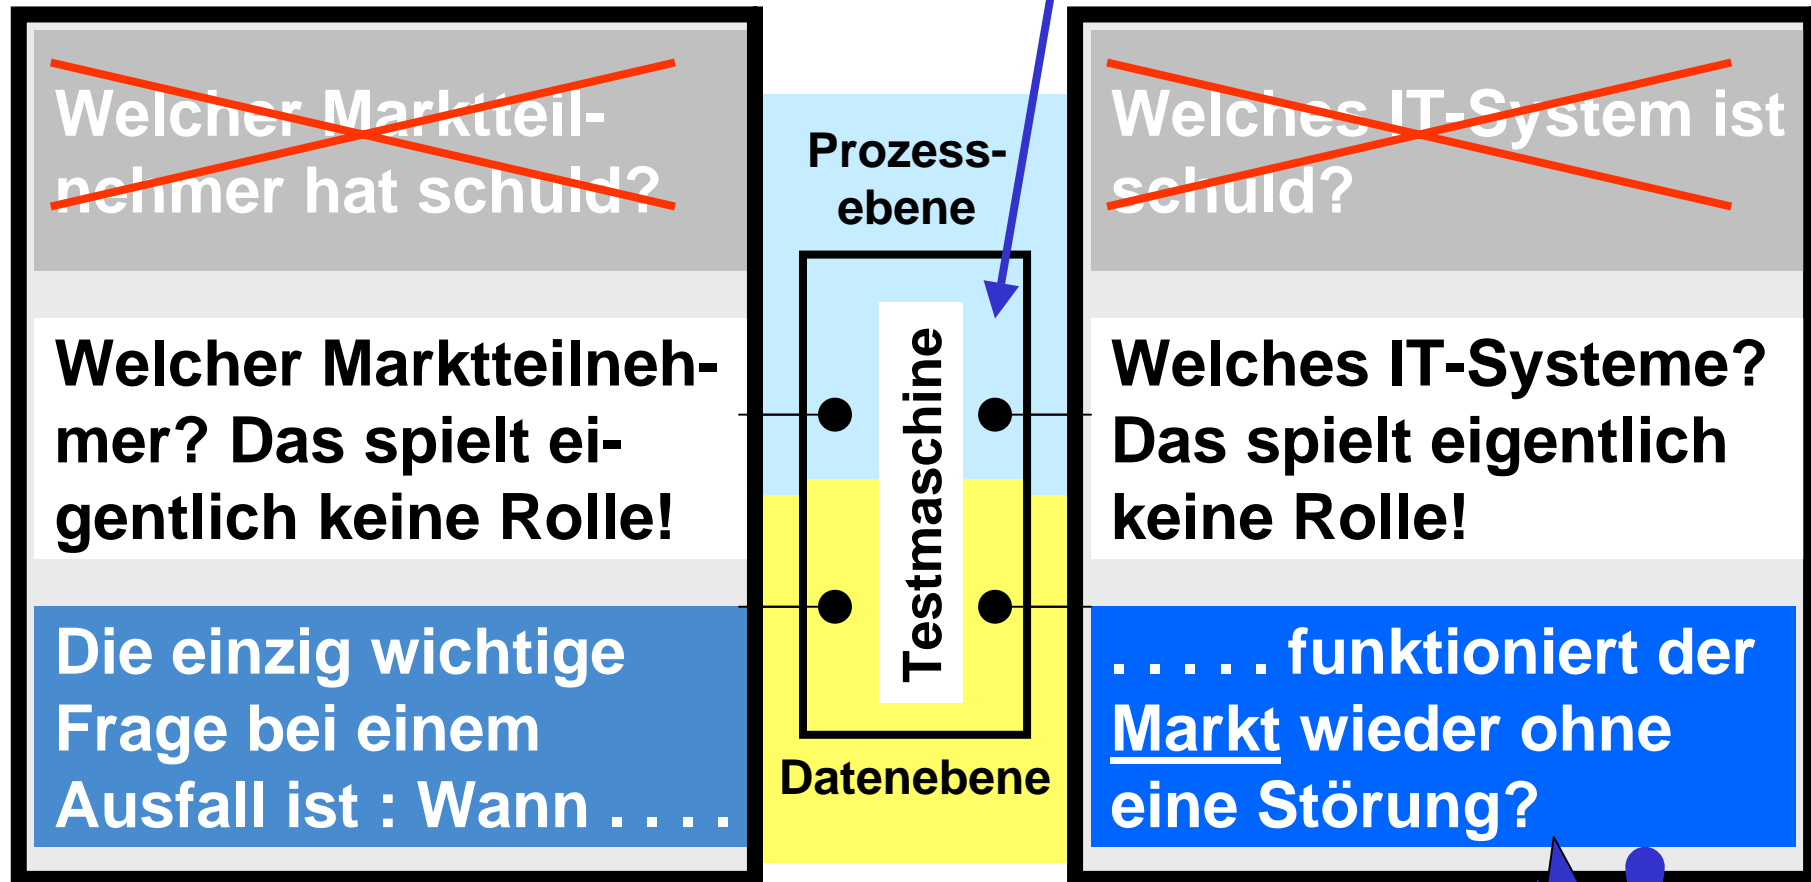 Welcher Marktteil-
nehmer hat schuld?
Welcher Marktteilneh-
mer? Das spielt ei-
gentlich keine Rolle!
Die einzig wichtige
Frage bei einem
Ausfall ist : Wann . . . .
Prozess-
ebene
Testmaschine
Datenebene
Welches IT-System ist
schuld?
Welches IT-Systeme?
Das spielt eigentlich
keine Rolle!
. . . . . funktioniert der
Markt wieder ohne
eine Störung?